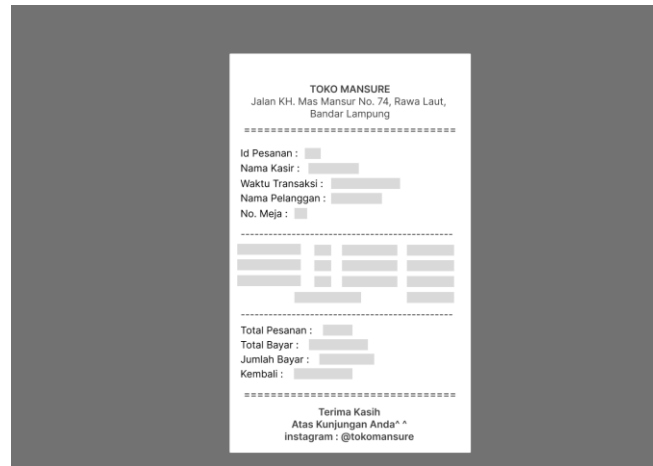 TOKO MANSURE
Jalan KH. Mas Mansur No. 74, Rawa Laut,
Bandar Lampung
================================
Id Pesanan :
Nama Kasir :
Waktu Transaksi :
Nama Pelanggan :
No. Meja :
--------------------------------------------
--------------------------------------------
Total Pesanan :
Total Bayar :
Jumlah Bayar :
Kembali :
================================
Terima Kasih
Atas Kunjungan Anda^ ^
instagram : @tokomansure